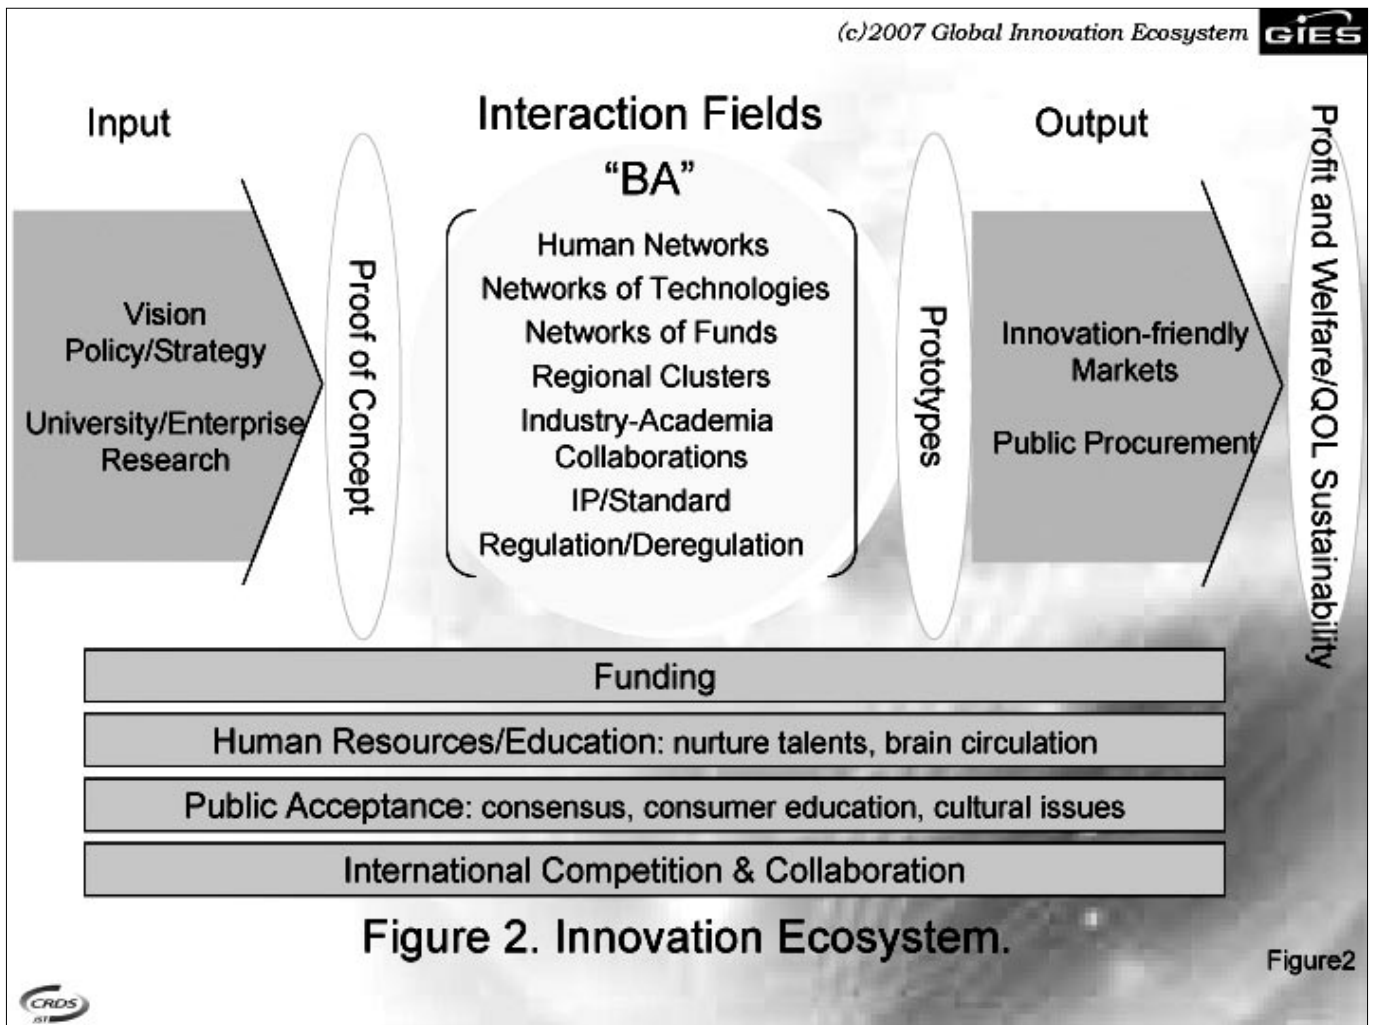 (c)2007 Global Innovation Ecosystem GIES
Input
Interaction Fields
"BA"
Output
Vision
Policy/Strategy
University/Enterprise
Research
Proof of Concept
Human Networks
Networks of Technologies
Networks of Funds
Regional Clusters
Industry-Academia
Collaborations
IP/Standard
Regulation/Deregulation
Prototypes
Innovation-friendly
Markets
Public Procurement
Profit and Welfare/QOL Sustainability
Funding
Human Resources/Education: nurture talents, brain circulation
Public Acceptance: consensus, consumer education, cultural issues
International Competition & Collaboration
Figure 2. Innovation Ecosystem.
Figure2
CRDS
JST